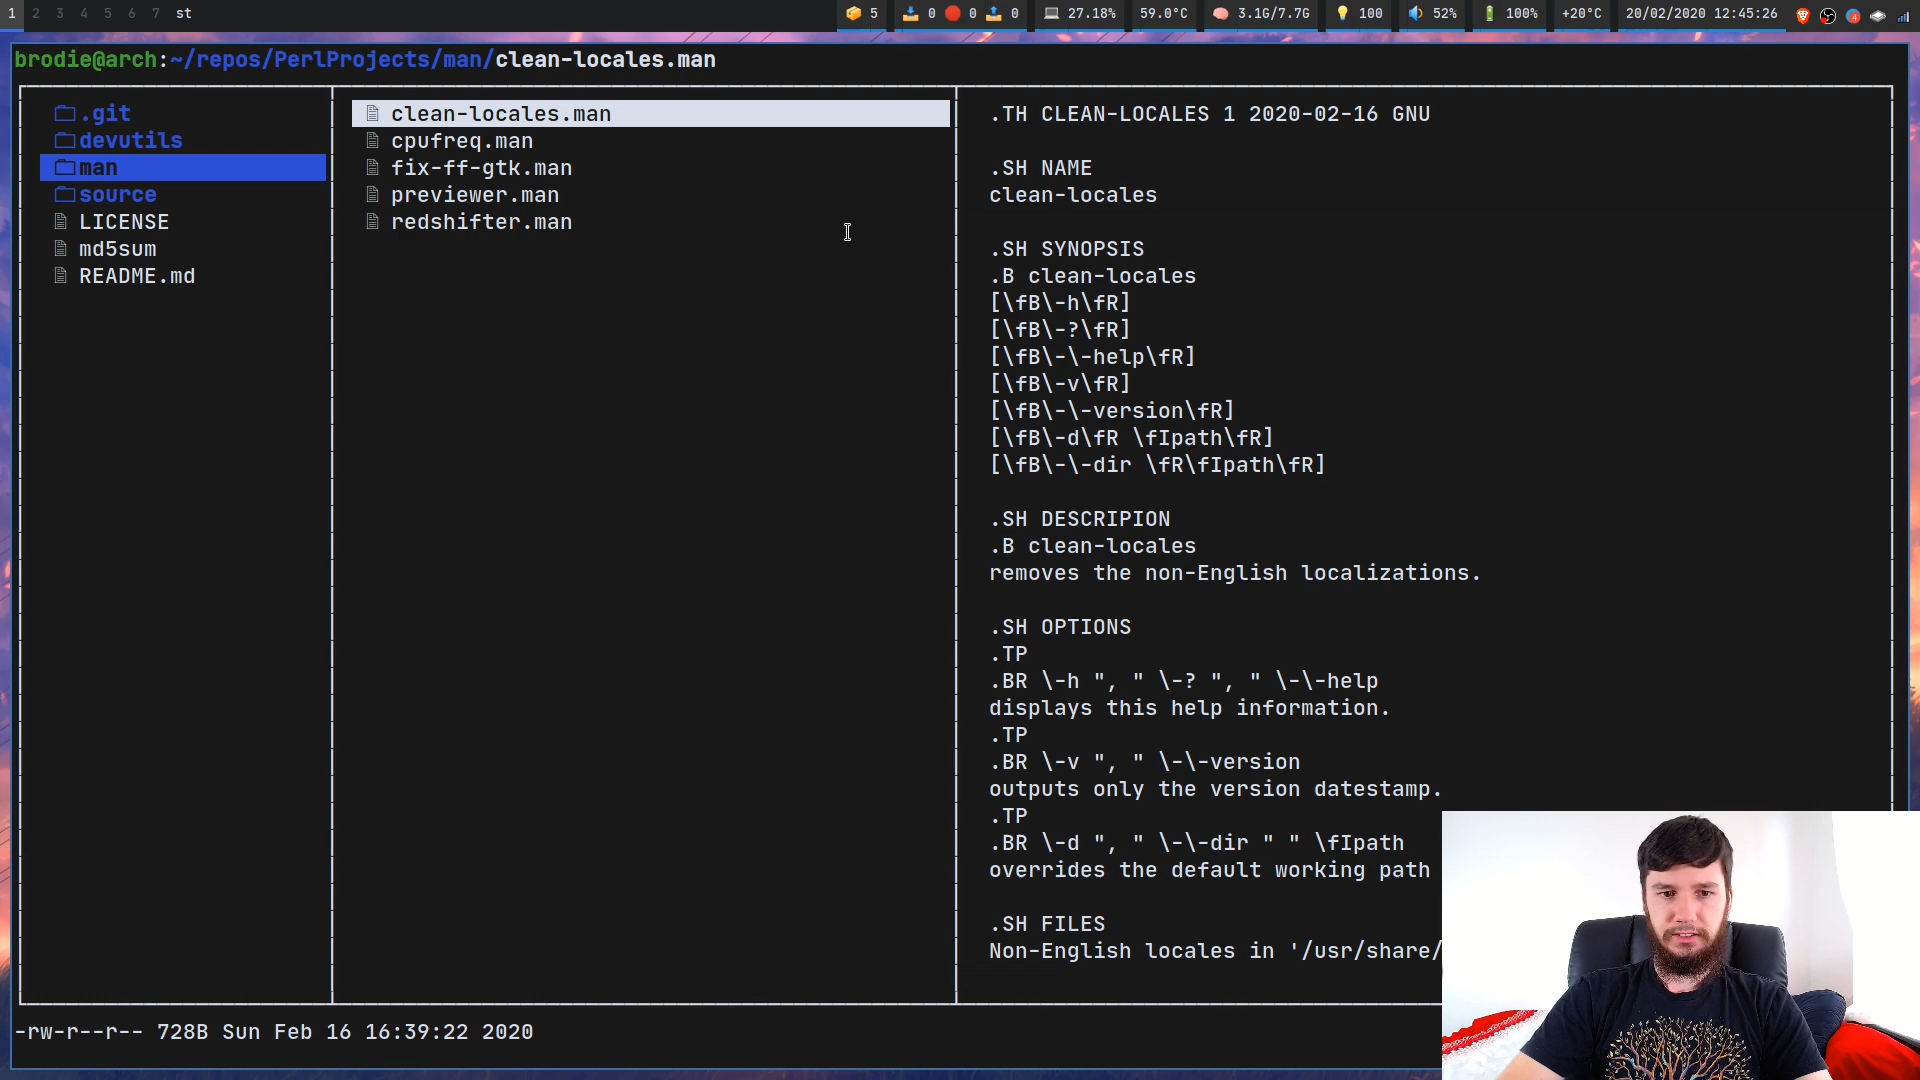 1 2 3 4 5 6 7 st 5 0 0 0 27.18% 59.0°C 3.1G/7.7G 100 52% 100% +20°C 20/02/2020 12:45:26 4
brodie@arch:~/repos/PerlProjects/man/clean-locales.man
.git
devutils
man
source
LICENSE
md5sum
README.md
clean-locales.man
cpufreq.man
fix-ff-gtk.man
previewer.man
redshifter.man
.TH CLEAN-LOCALES 1 2020-02-16 GNU
.SH NAME
clean-locales
.SH SYNOPSIS
.B clean-locales
[\fB\-h\fR]
[\fB\-?\fR]
[\fB\-\-help\fR]
[\fB\-v\fR]
[\fB\-\-version\fR]
[\fB\-d\fR \fIpath\fR]
[\fB\-\-dir \fR\fIpath\fR]
.SH DESCRIPION
.B clean-locales
removes the non-English localizations.
.SH OPTIONS
.TP
.BR \-h ", " \-? ", " \-\-help
displays this help information.
.TP
.BR \-v ", " \-\-version
outputs only the version datestamp.
.TP
.BR \-d ", " \-\-dir " " \fIpath
overrides the default working path
.SH FILES
Non-English locales in '/usr/share/
-rw-r--r-- 728B Sun Feb 16 16:39:22 2020